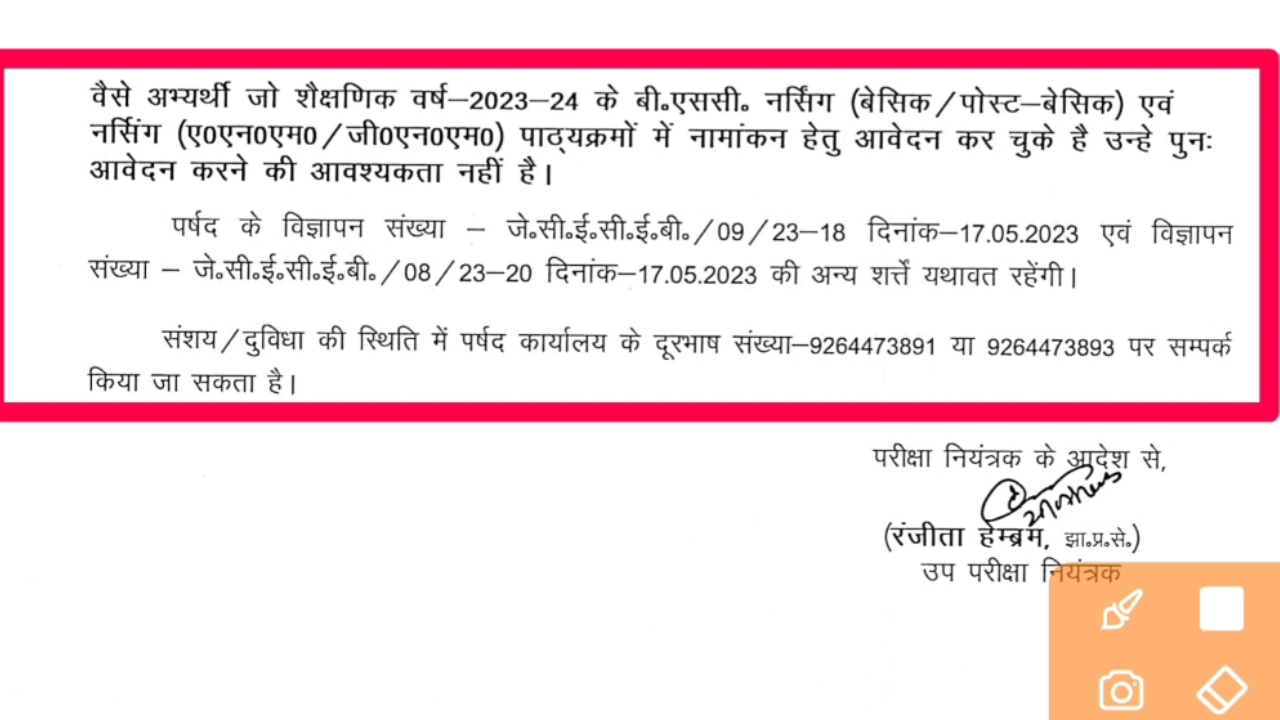 वैसे अभ्यर्थी जो शैक्षणिक वर्ष–2023–24 के बी॰एससी॰ नर्सिंग (बेसिक/पोस्ट–बेसिक) एवं
नर्सिंग (ए0एन0एम0/जी0एन0एम0) पाठ्यक्रमों में नामांकन हेतु आवेदन कर चुके है उन्हे पुनः
आवेदन करने की आवश्यकता नहीं है।
पर्षद के विज्ञापन संख्या – जे॰सी॰ई॰सी॰ई॰बी॰/09/23–18 दिनांक–17.05.2023 एवं विज्ञापन
संख्या – जे॰सी॰ई॰सी॰ई॰बी॰/08/23–20 दिनांक–17.05.2023 की अन्य शर्त्तें यथावत रहेंगी।
संशय/दुविधा की स्थिति में पर्षद कार्यालय के दूरभाष संख्या–9264473891 या 9264473893 पर सम्पर्क
किया जा सकता है।
परीक्षा नियंत्रक के आदेश से,
(रंजीता हेम्ब्रम, झा॰प्र॰से॰)
उप परीक्षा नियंत्रक